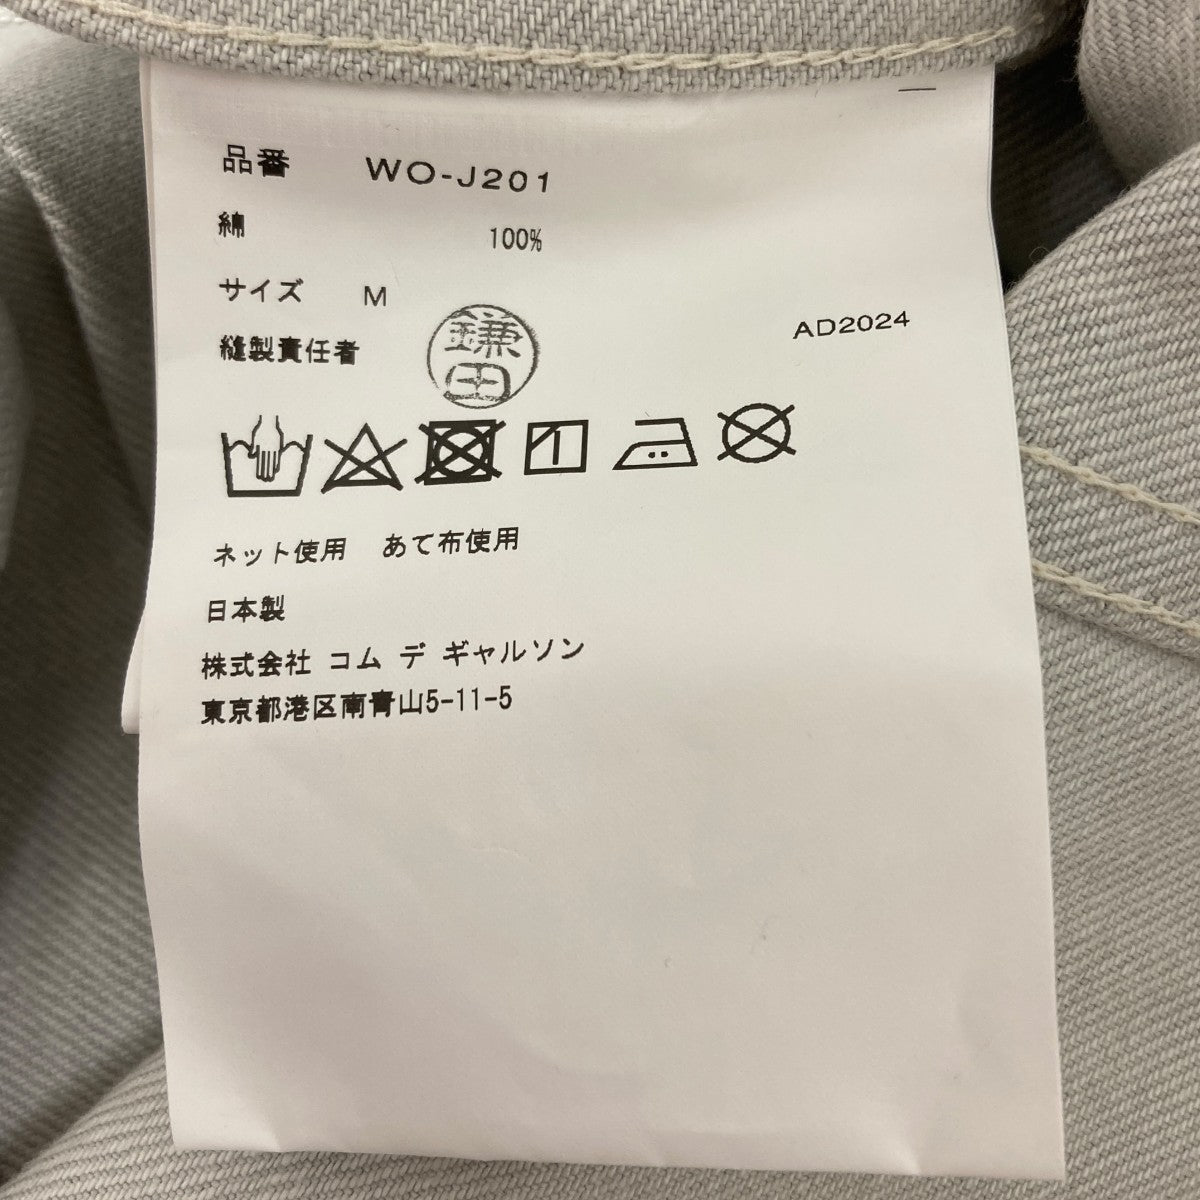 品番 WO-J201
綿 100%
サイズ M
縫製責任者 鎌田
AD2024
ネット使用 あて布使用
日本製
株式会社 コム デ ギャルソン
東京都港区南青山5-11-5